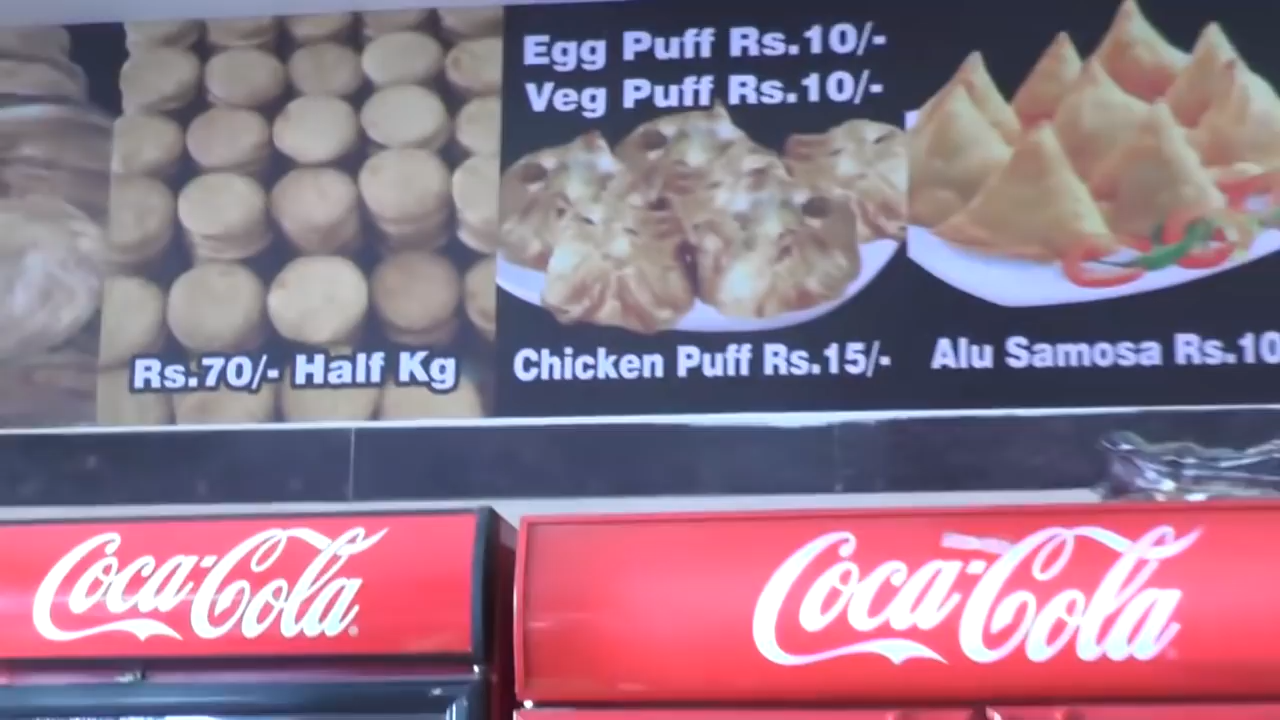 Egg Puff Rs.10/-
Veg Puff Rs.10/-
Rs.70/- Half Kg
Chicken Puff Rs.15/-
Alu Samosa Rs.10
Coca-Cola
Coca-Cola